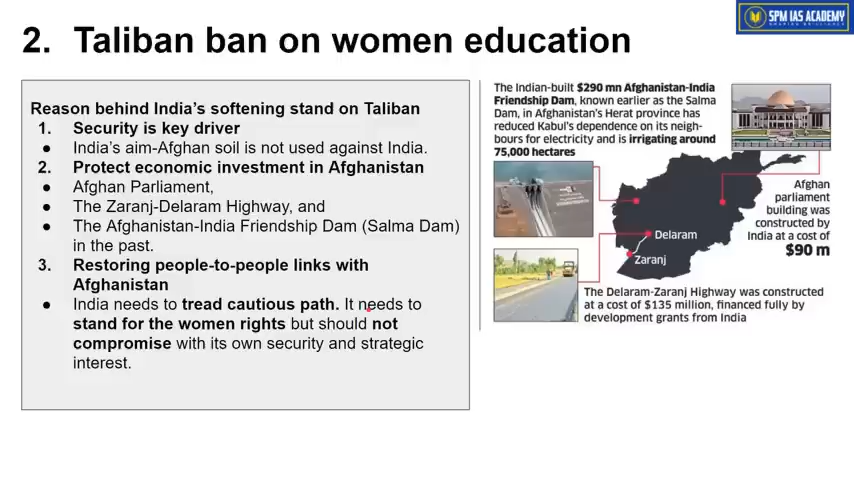 SPM IAS ACADEMY
2. Taliban ban on women education
Reason behind India's softening stand on Taliban
1. Security is key driver
● India's aim-Afghan soil is not used against India.
2. Protect economic investment in Afghanistan
● Afghan Parliament,
● The Zaranj-Delaram Highway, and
● The Afghanistan-India Friendship Dam (Salma Dam)
in the past.
3. Restoring people-to-people links with
Afghanistan
● India needs to tread cautious path. It needs to
stand for the women rights but should not
compromise with its own security and strategic
interest.
The Indian-built $290 mn Afghanistan-India
Friendship Dam, known earlier as the Salma
Dam, in Afghanistan's Herat province has
reduced Kabul's dependence on its neigh-
bours for electricity and is irrigating around
75,000 hectares
Afghan
parliament
building was
constructed by
India at a cost of
$90 m
Delaram
Zaranj
The Delaram-Zaranj Highway was constructed
at a cost of $135 million, financed fully by
development grants from India